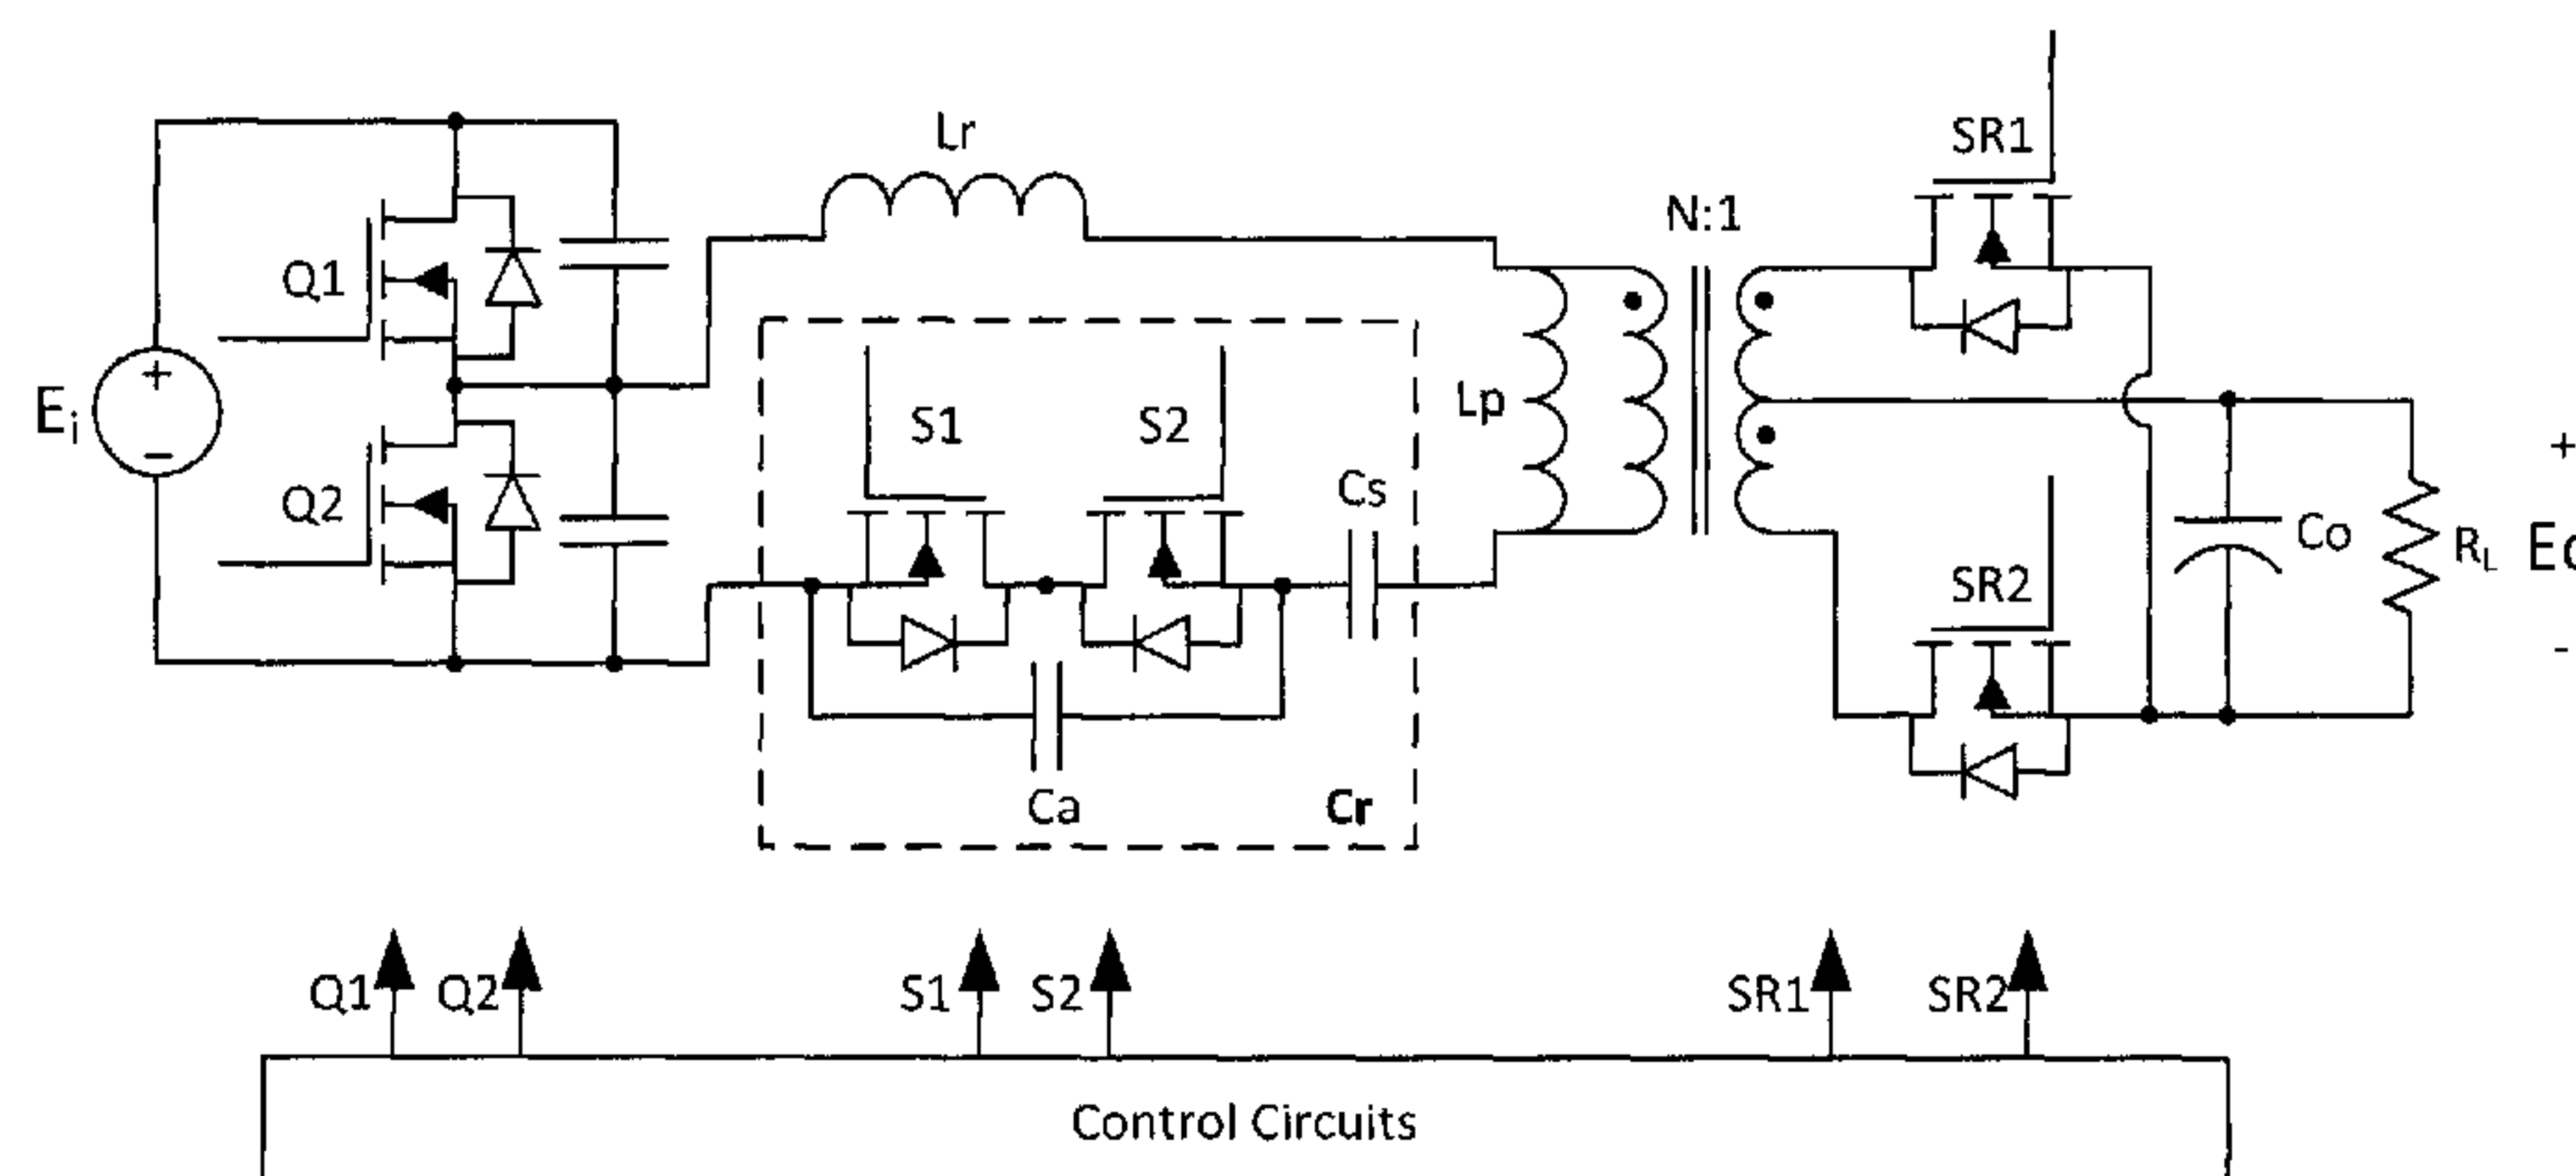 Lr
SR1
N:1
Q1
+
Ei
-
S1
S2
Lp
Cs
Q2
Co
RL
+
-
SR2
Ca
Cr
Q1
Q2
S1
S2
SR1
SR2
Control Circuits